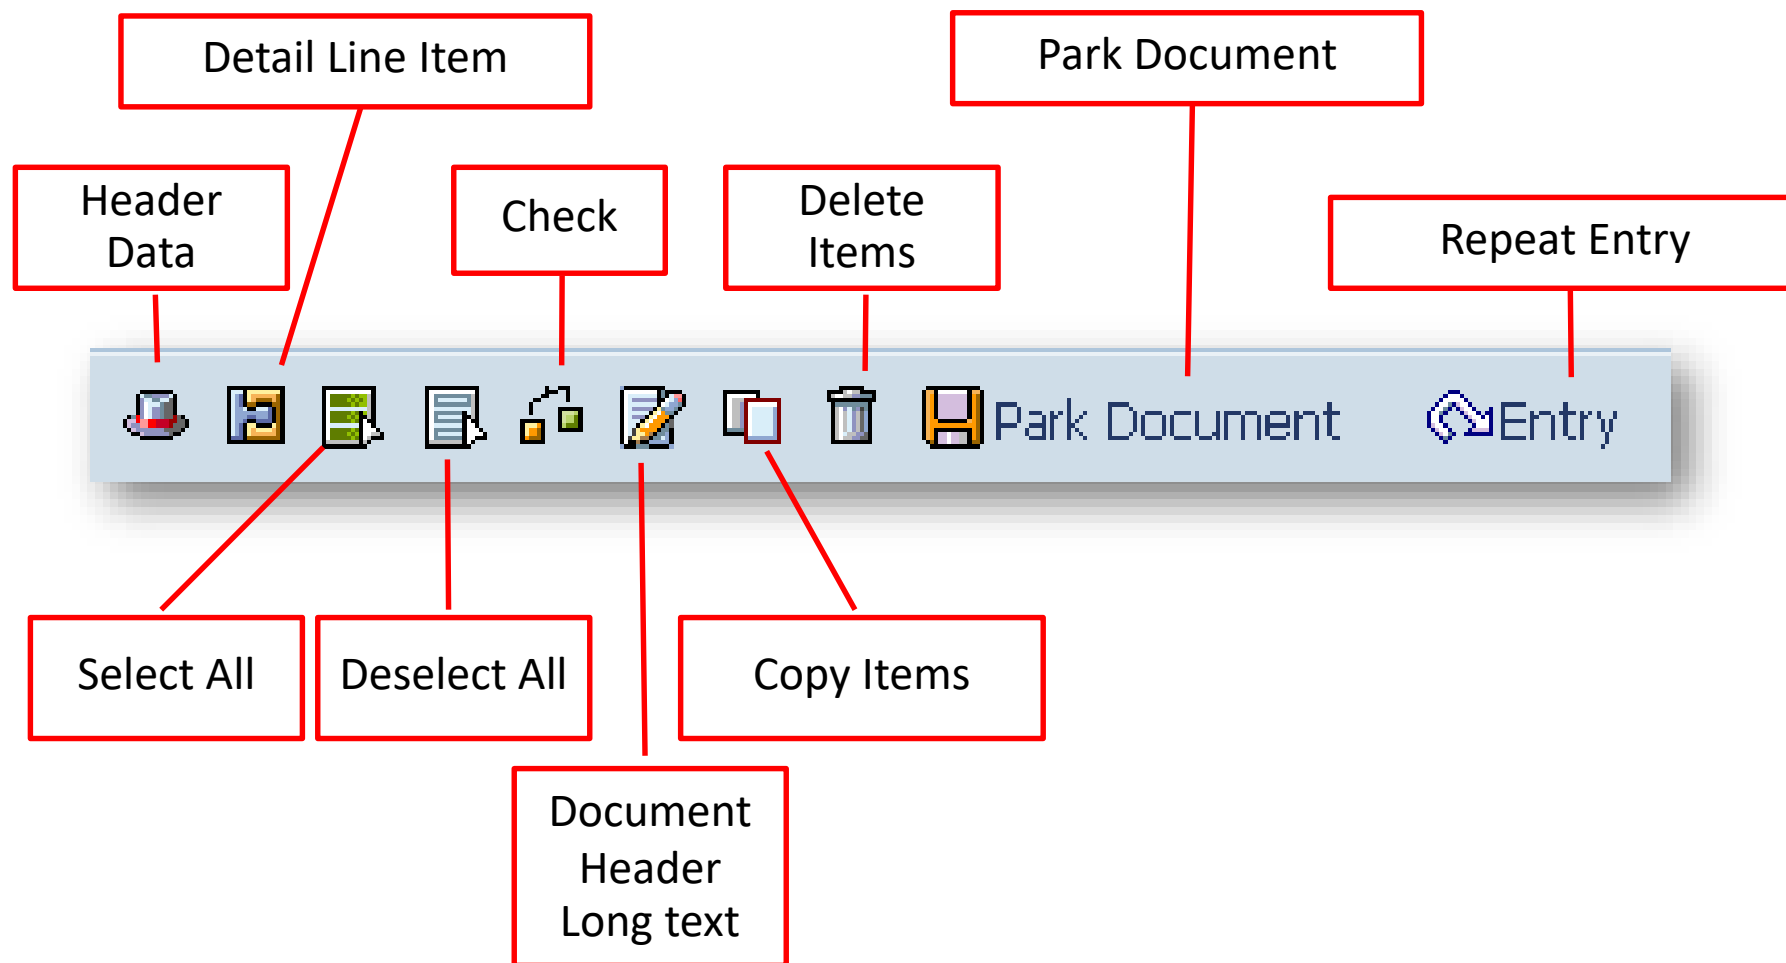 Detail Line Item
Park Document
Header
Data
Check
Delete
Items
Repeat Entry
Park Document
Entry
Select All
Deselect All
Copy Items
Document
Header
Long text